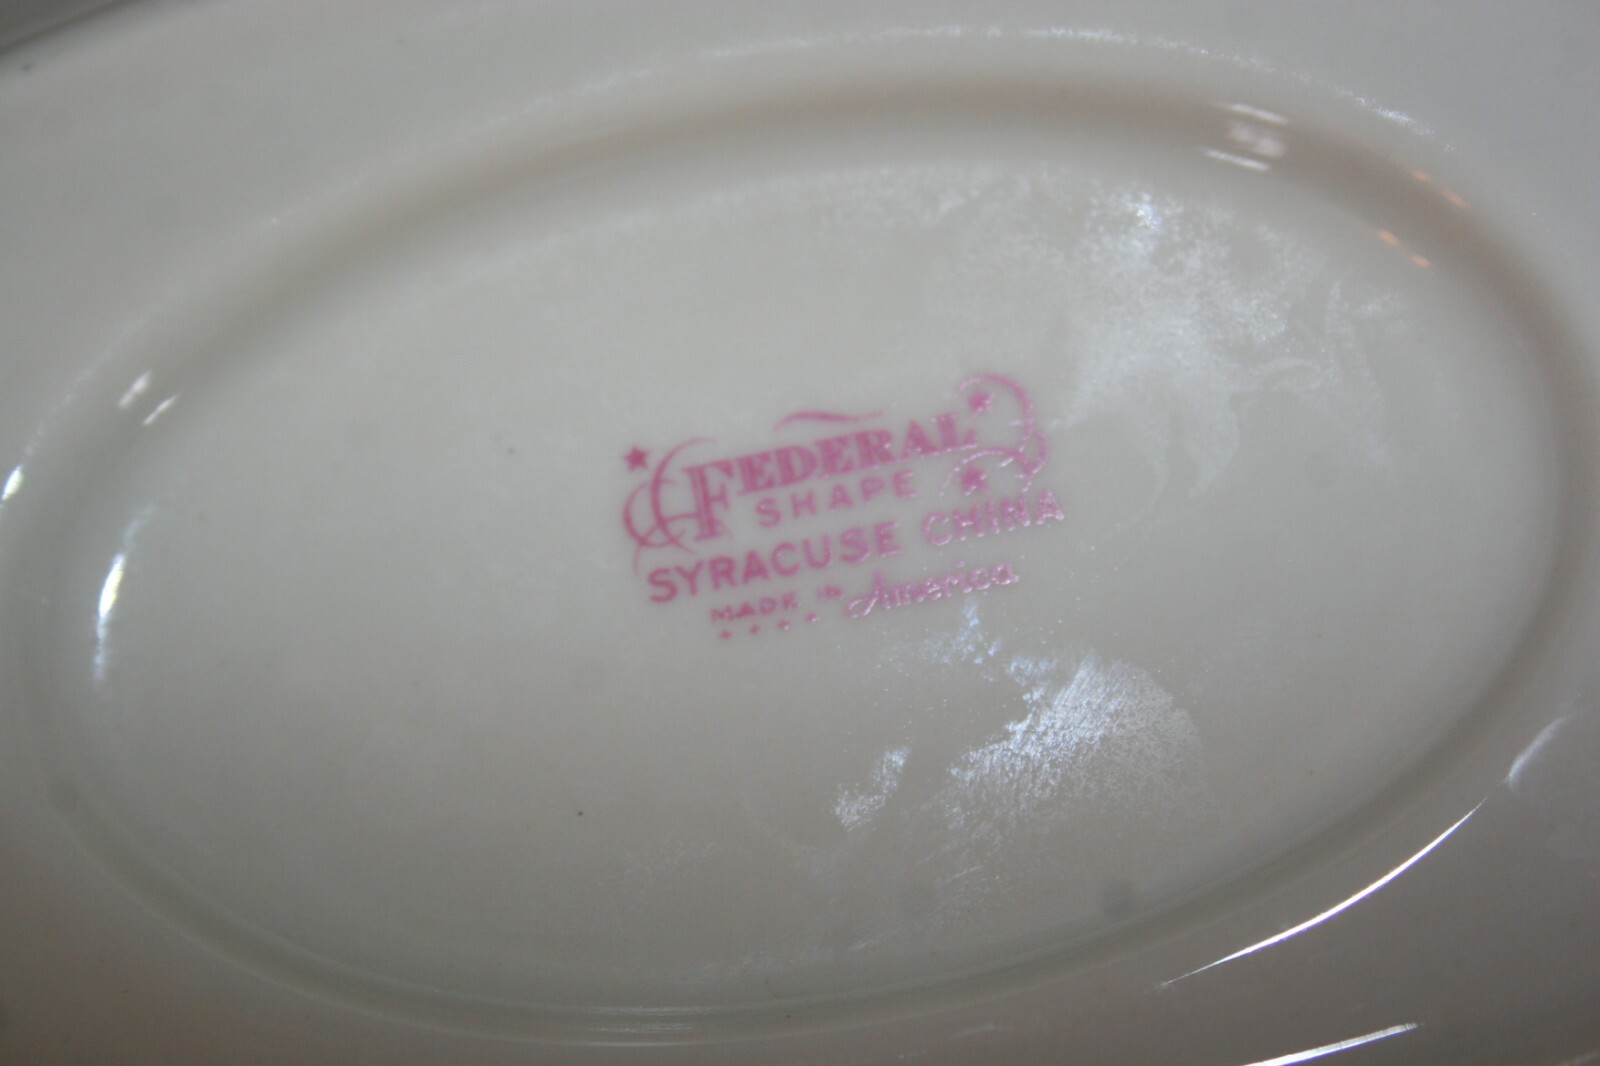 FEDERAL
SHAPE
SYRACUSE CHINA
MADE IN America